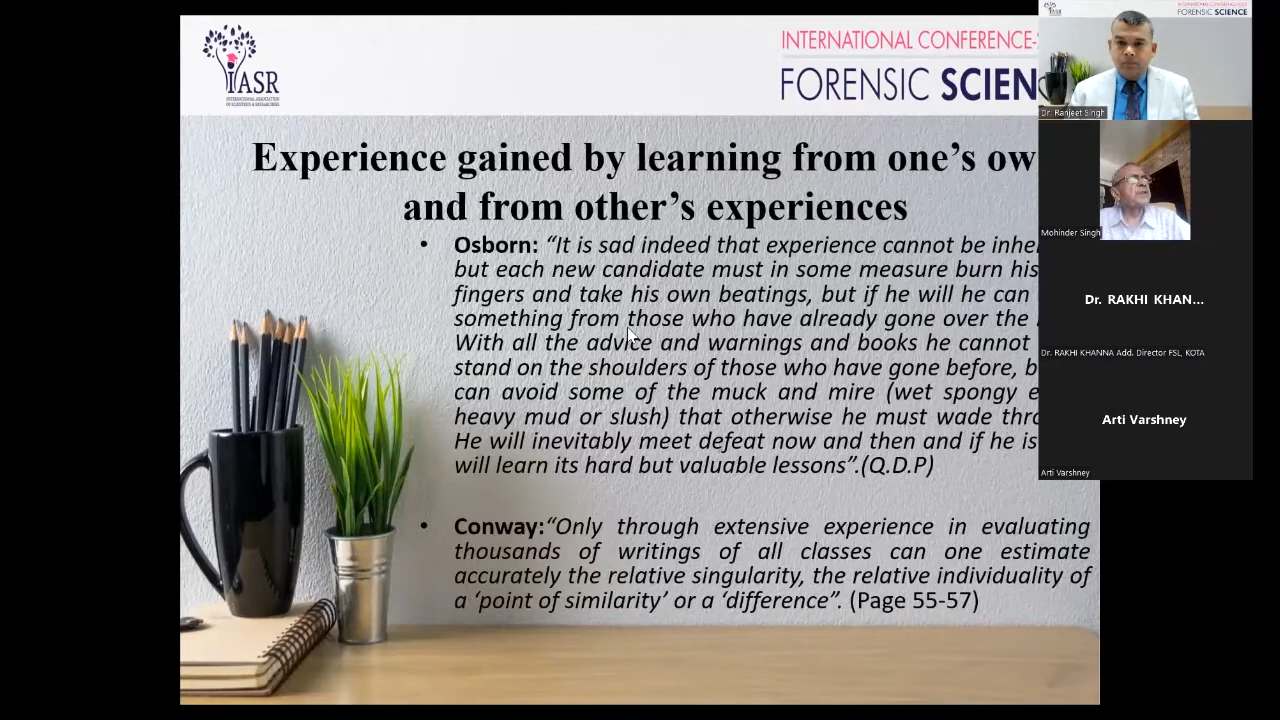 IASR
INTERNATIONAL ASSOCIATION
OF SCIENTISTS & RESEARCHERS
INTERNATIONAL CONFERENCE-
FORENSIC SCIEN
Experience gained by learning from one’s ow
and from other’s experiences
• Osborn: “It is sad indeed that experience cannot be inhe
but each new candidate must in some measure burn his
fingers and take his own beatings, but if he will he can
something from those who have already gone over the
With all the advice and warnings and books he cannot
stand on the shoulders of those who have gone before, b
can avoid some of the muck and mire (wet spongy e
heavy mud or slush) that otherwise he must wade thro
He will inevitably meet defeat now and then and if he is
will learn its hard but valuable lessons”.(Q.D.P)
• Conway:“Only through extensive experience in evaluating
thousands of writings of all classes can one estimate
accurately the relative singularity, the relative individuality of
a ‘point of similarity’ or a ‘difference”. (Page 55-57)
FORENSIC SCIENCE
Dr. Ranjeet Singh
Mohinder Singh
Dr. RAKHI KHAN...
Dr. RAKHI KHANNA Add. Director FSL, KOTA
Arti Varshney
Arti Varshney